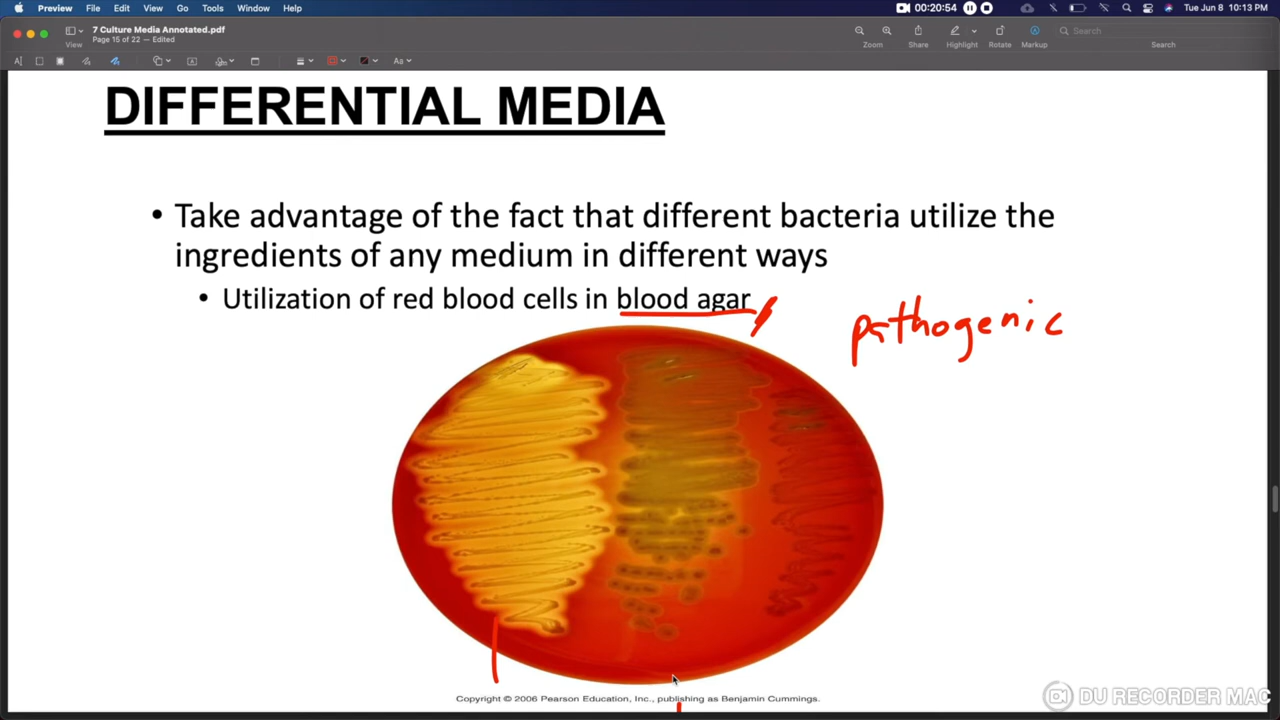 Preview File Edit View Go Tools Window Help 00:20:54 Tue Jun 8 10:13 PM
7 Culture Media Annotated.pdf
Page 15 of 22 — Edited
View Zoom Share Highlight Rotate Markup Search
Search
Aa
DIFFERENTIAL MEDIA
• Take advantage of the fact that different bacteria utilize the
ingredients of any medium in different ways
• Utilization of red blood cells in blood agar
pathogenic
Copyright © 2006 Pearson Education, Inc., publishing as Benjamin Cummings.
DU RECORDER MAC